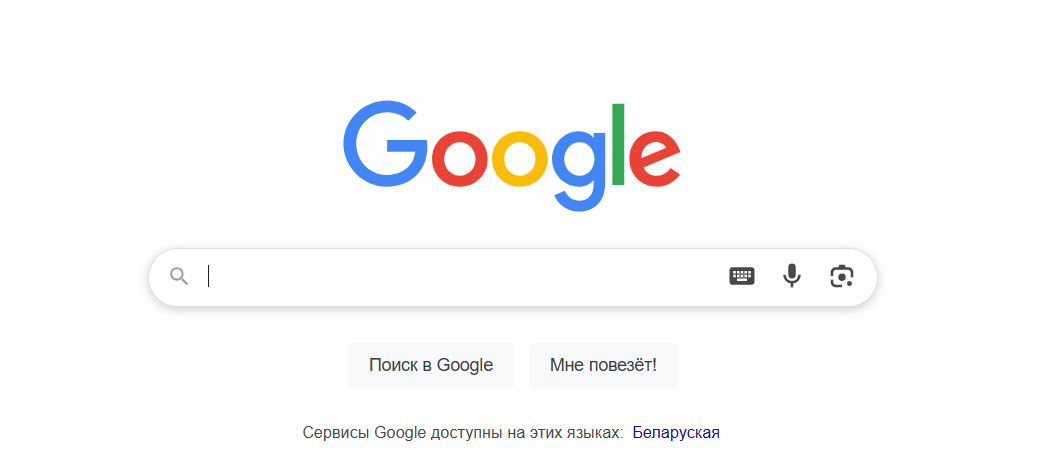 Google
Поиск в Google
Мне повезёт!
Сервисы Google доступны на этих языках: Беларуская